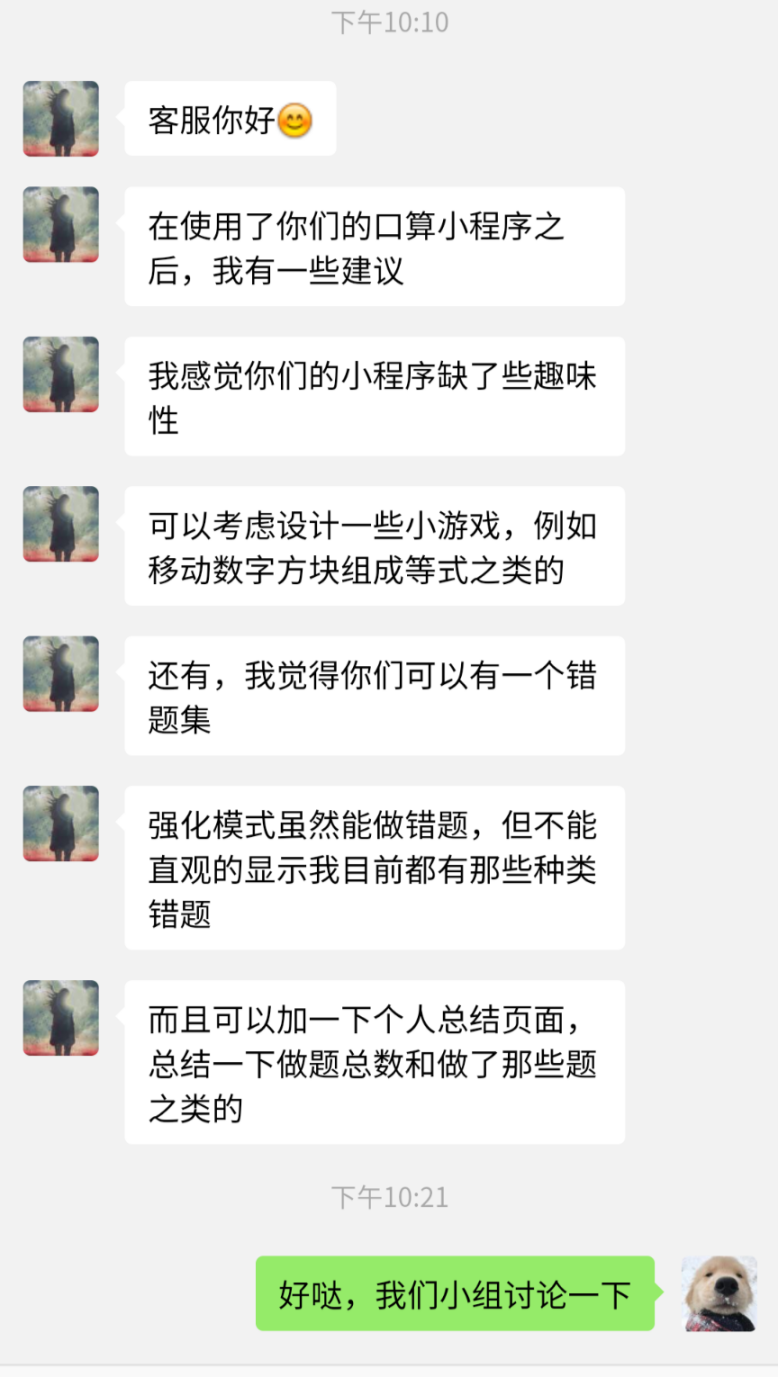 下午10:10
客服你好😊
在使用了你们的口算小程序之
后，我有一些建议
我感觉你们的小程序缺了些趣味
性
可以考虑设计一些小游戏，例如
移动数字方块组成等式之类的
还有，我觉得你们可以有一个错
题集
强化模式虽然能做错题，但不能
直观的显示我目前都有那些种类
错题
而且可以加一下个人总结页面，
总结一下做题总数和做了那些题
之类的
下午10:21
好哒，我们小组讨论一下